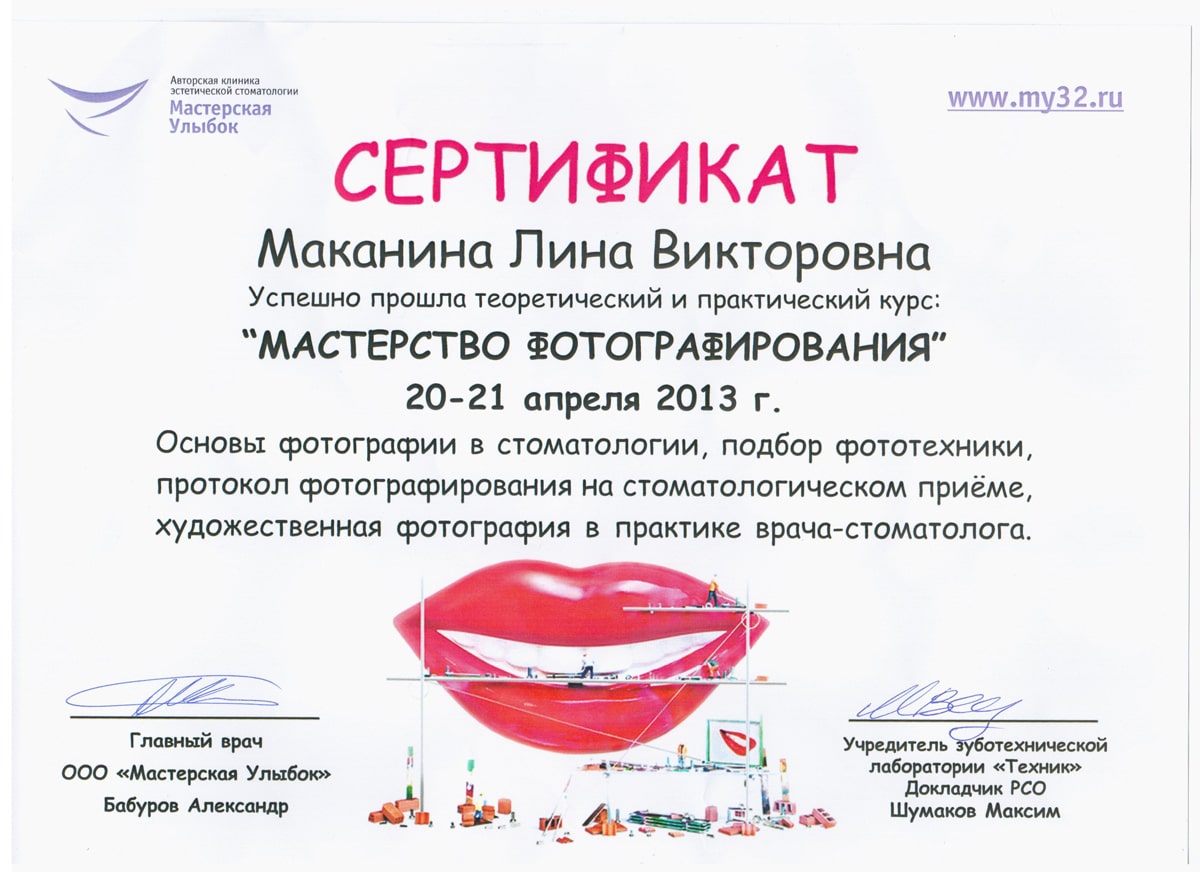 Авторская клиника
эстетической стоматологии
Мастерская
Улыбок
www.my32.ru
СЕРТИФИКАТ
Маканина Лина Викторовна
Успешно прошла теоретический и практический курс:
“МАСТЕРСТВО ФОТОГРАФИРОВАНИЯ”
20-21 апреля 2013 г.
Основы фотографии в стоматологии, подбор фототехники,
протокол фотографирования на стоматологическом приёме,
художественная фотография в практике врача-стоматолога.
Главный врач
ООО «Мастерская Улыбок»
Бабуров Александр
Учредитель зуботехнической
лаборатории «Техник»
Докладчик РСО
Шумаков Максим